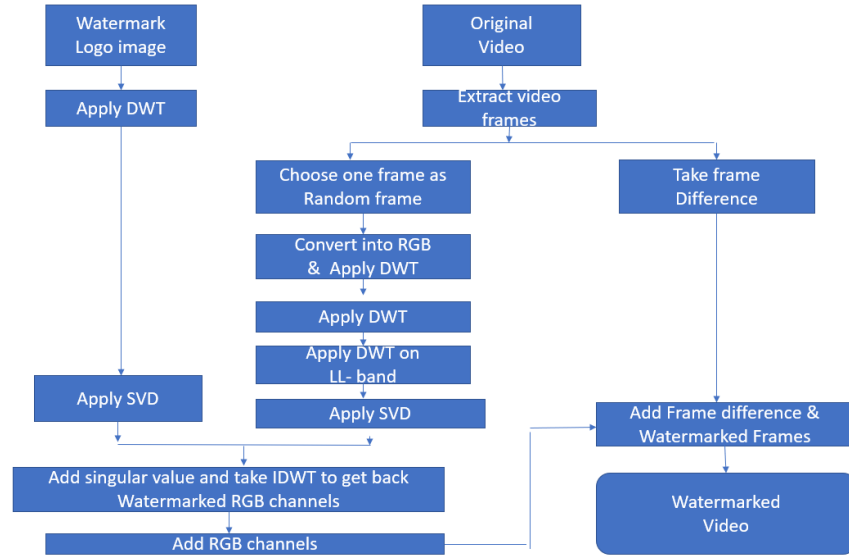 Watermark
Logo image
Original
Video
Apply DWT
Extract video
frames
Choose one frame as
Random frame
Take frame
Difference
Convert into RGB
& Apply DWT
Apply DWT
Apply DWT on
LL- band
Apply SVD
Apply SVD
Add Frame difference &
Watermarked Frames
Add singular value and take IDWT to get back
Watermarked RGB channels
Watermarked
Video
Add RGB channels